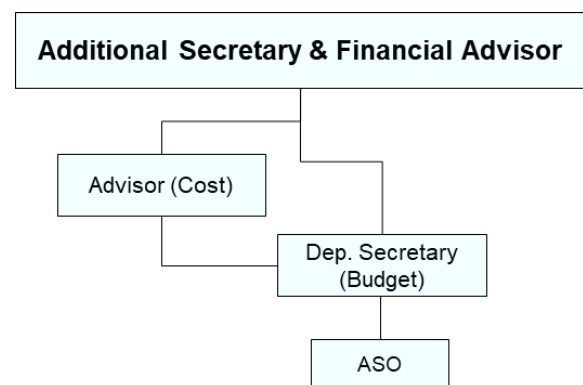 Additional Secretary & Financial Advisor
Advisor (Cost)
Dep. Secretary
(Budget)
ASO